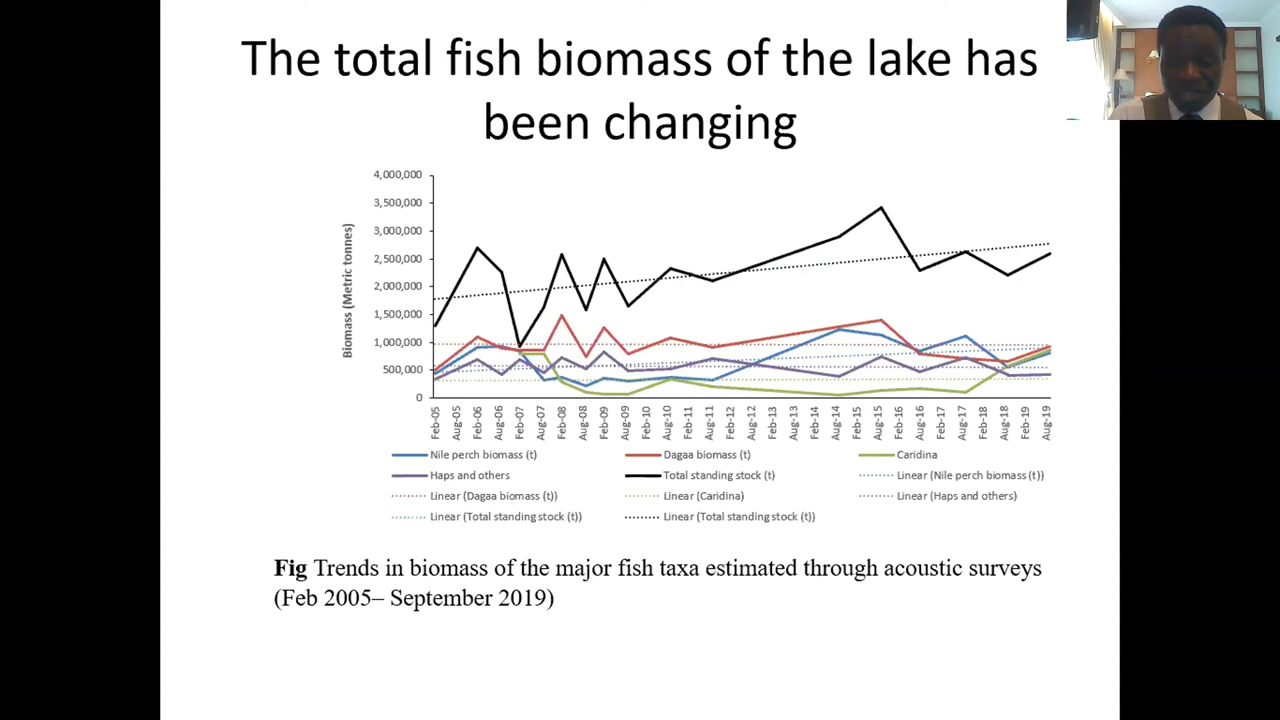 The total fish biomass of the lake has
been changing
4,000,000
3,500,000
3,000,000
2,500,000
2,000,000
1,500,000
1,000,000
500,000
0
Biomass (Metric tonnes)
Feb-05
Aug-05
Feb-06
Aug-06
Feb-07
Aug-07
Feb-08
Aug-08
Feb-09
Aug-09
Feb-10
Aug-10
Feb-11
Aug-11
Feb-12
Aug-12
Feb-13
Aug-13
Feb-14
Aug-14
Feb-15
Aug-15
Feb-16
Aug-16
Feb-17
Aug-17
Feb-18
Aug-18
Feb-19
Aug-19
Nile perch biomass (t) Dagaa biomass (t) Caridina
Haps and others Total standing stock (t) Linear (Nile perch biomass (t))
Linear (Dagaa biomass (t)) Linear (Caridina) Linear (Haps and others)
Linear (Total standing stock (t)) Linear (Total standing stock (t))
Fig Trends in biomass of the major fish taxa estimated through acoustic surveys
(Feb 2005– September 2019)